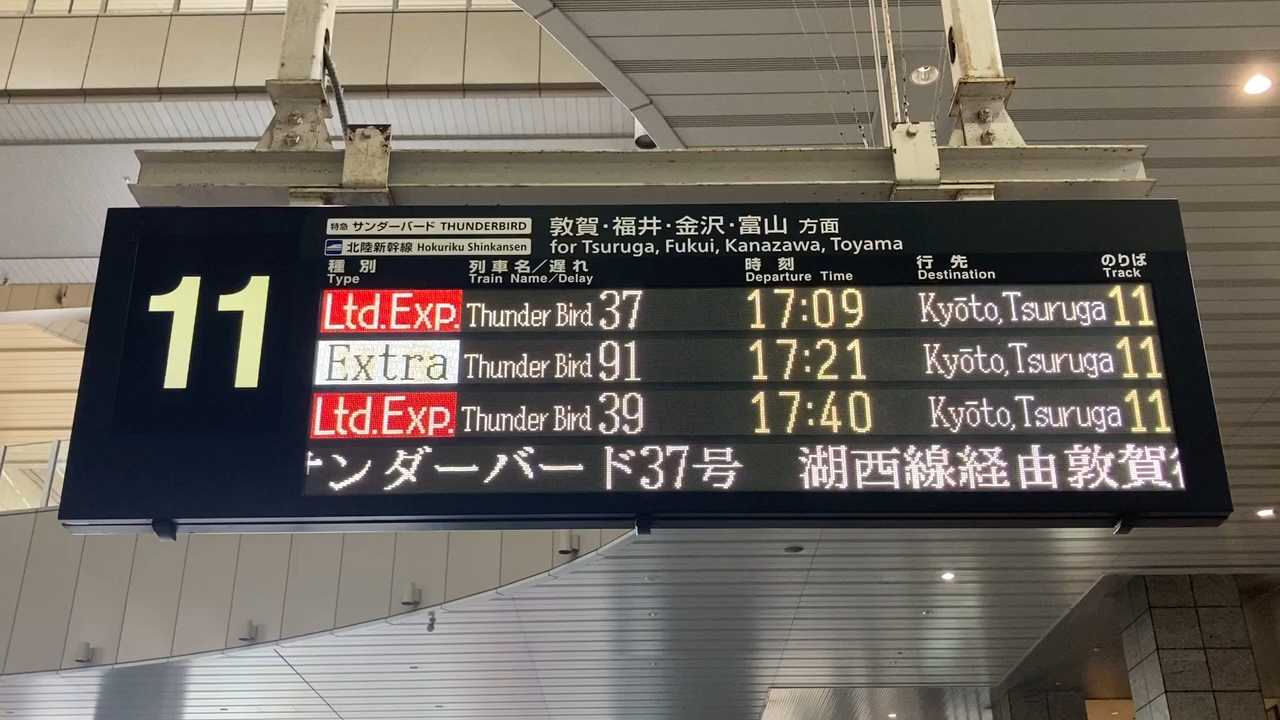 11
特急 サンダーバード THUNDERBIRD 敦賀・福井・金沢・富山 方面
北陸新幹線 Hokuriku Shinkansen for Tsuruga, Fukui, Kanazawa, Toyama
種別 列車名/遅れ 時刻 行先 のりば
Type Train Name/Delay Departure Time Destination Track
Ltd.Exp. Thunder Bird 37 17:09 Kyōto,Tsuruga 11
Extra Thunder Bird 91 17:21 Kyōto,Tsuruga 11
Ltd.Exp. Thunder Bird 39 17:40 Kyōto,Tsuruga 11
ンダーバード37号 湖西線経由敦賀